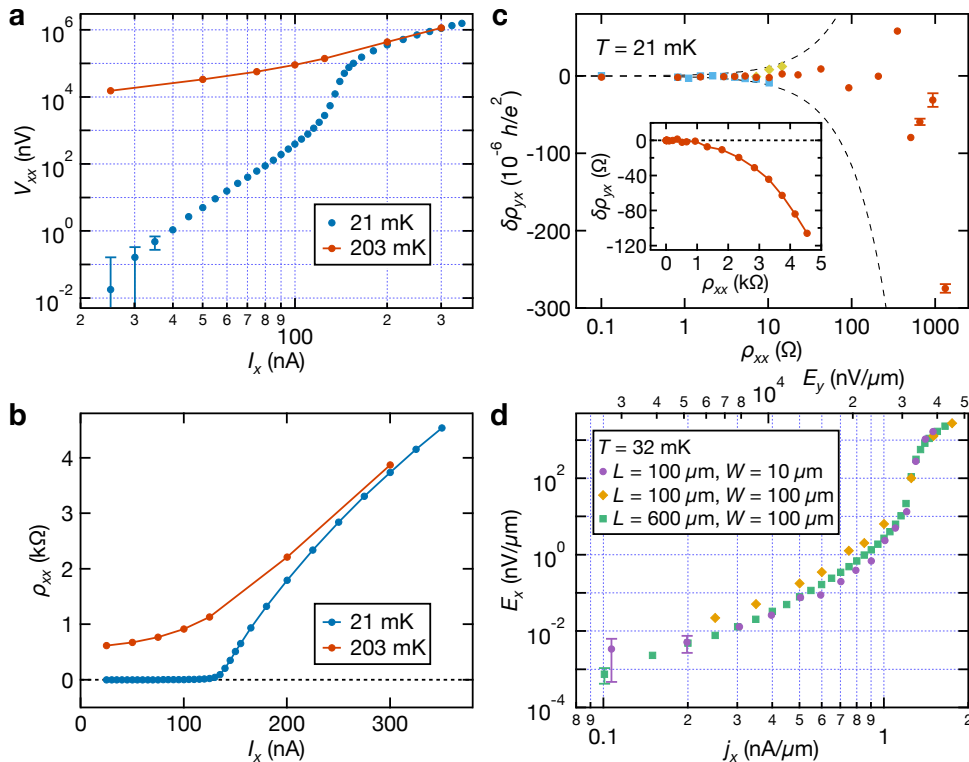 a
V_xx (nV)
10^6
10^4
10^2
10^0
10^-2
21 mK
203 mK
2 3 4 5 6 7 8 9 100 2 3
I_x (nA)
c
T = 21 mK
δρ_yx (10^-6 h/e^2)
0
-100
-200
-300
0.1 1 10 100 1000
ρ_xx (Ω)
δρ_yx (Ω)
0
-40
-80
-120
0 1 2 3 4 5
ρ_xx (kΩ)
b
ρ_xx (kΩ)
4
3
2
1
0
21 mK
203 mK
0 100 200 300
I_x (nA)
d
10^4 E_y (nV/µm)
3 4 5 6 7 8 2 3 4 5
E_x (nV/µm)
10^2
10^0
10^-2
10^-4
T = 32 mK
L = 100 µm, W = 10 µm
L = 100 µm, W = 100 µm
L = 600 µm, W = 100 µm
8 9 0.1 2 3 4 5 6 7 8 9 1 2
j_x (nA/µm)